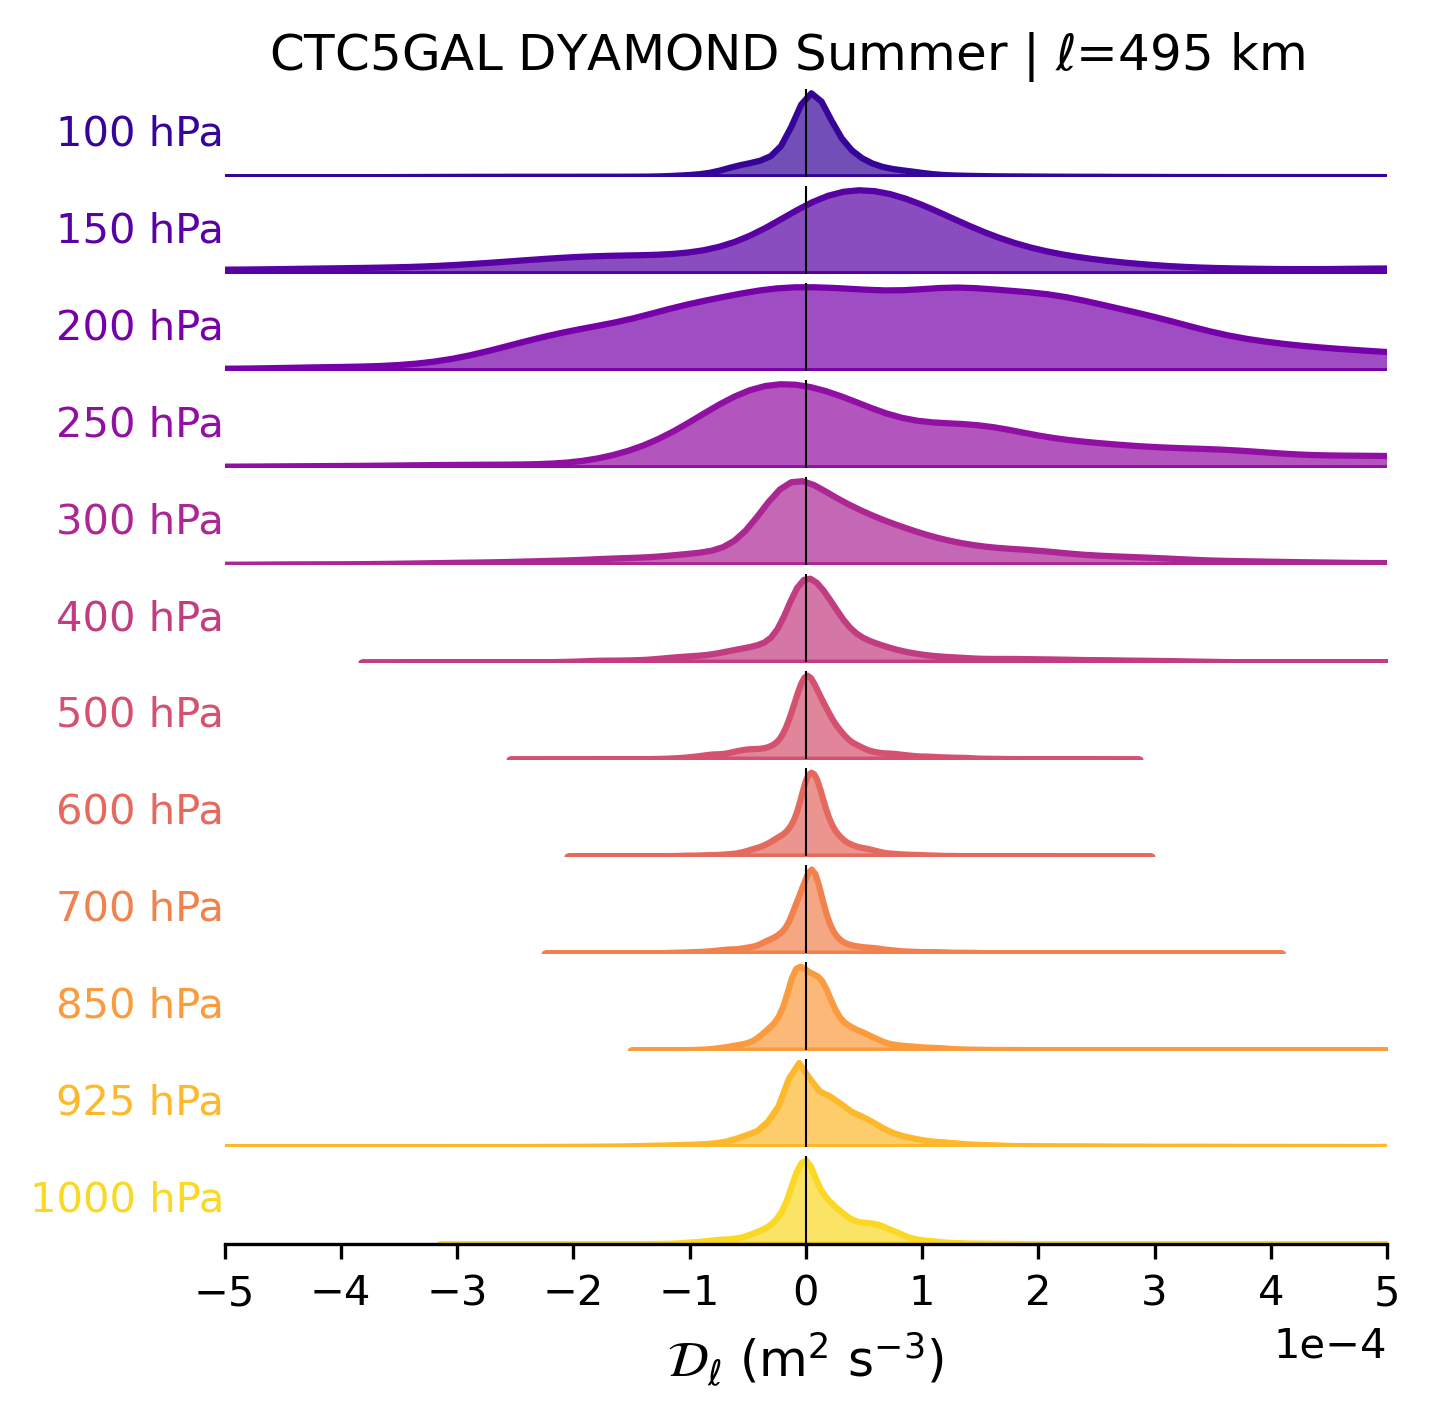 CTC5GAL DYAMOND Summer | ℓ=495 km
100 hPa
150 hPa
200 hPa
250 hPa
300 hPa
400 hPa
500 hPa
600 hPa
700 hPa
850 hPa
925 hPa
1000 hPa
−5 −4 −3 −2 −1 0 1 2 3 4 5
1e−4
𝒟ℓ (m² s⁻³)